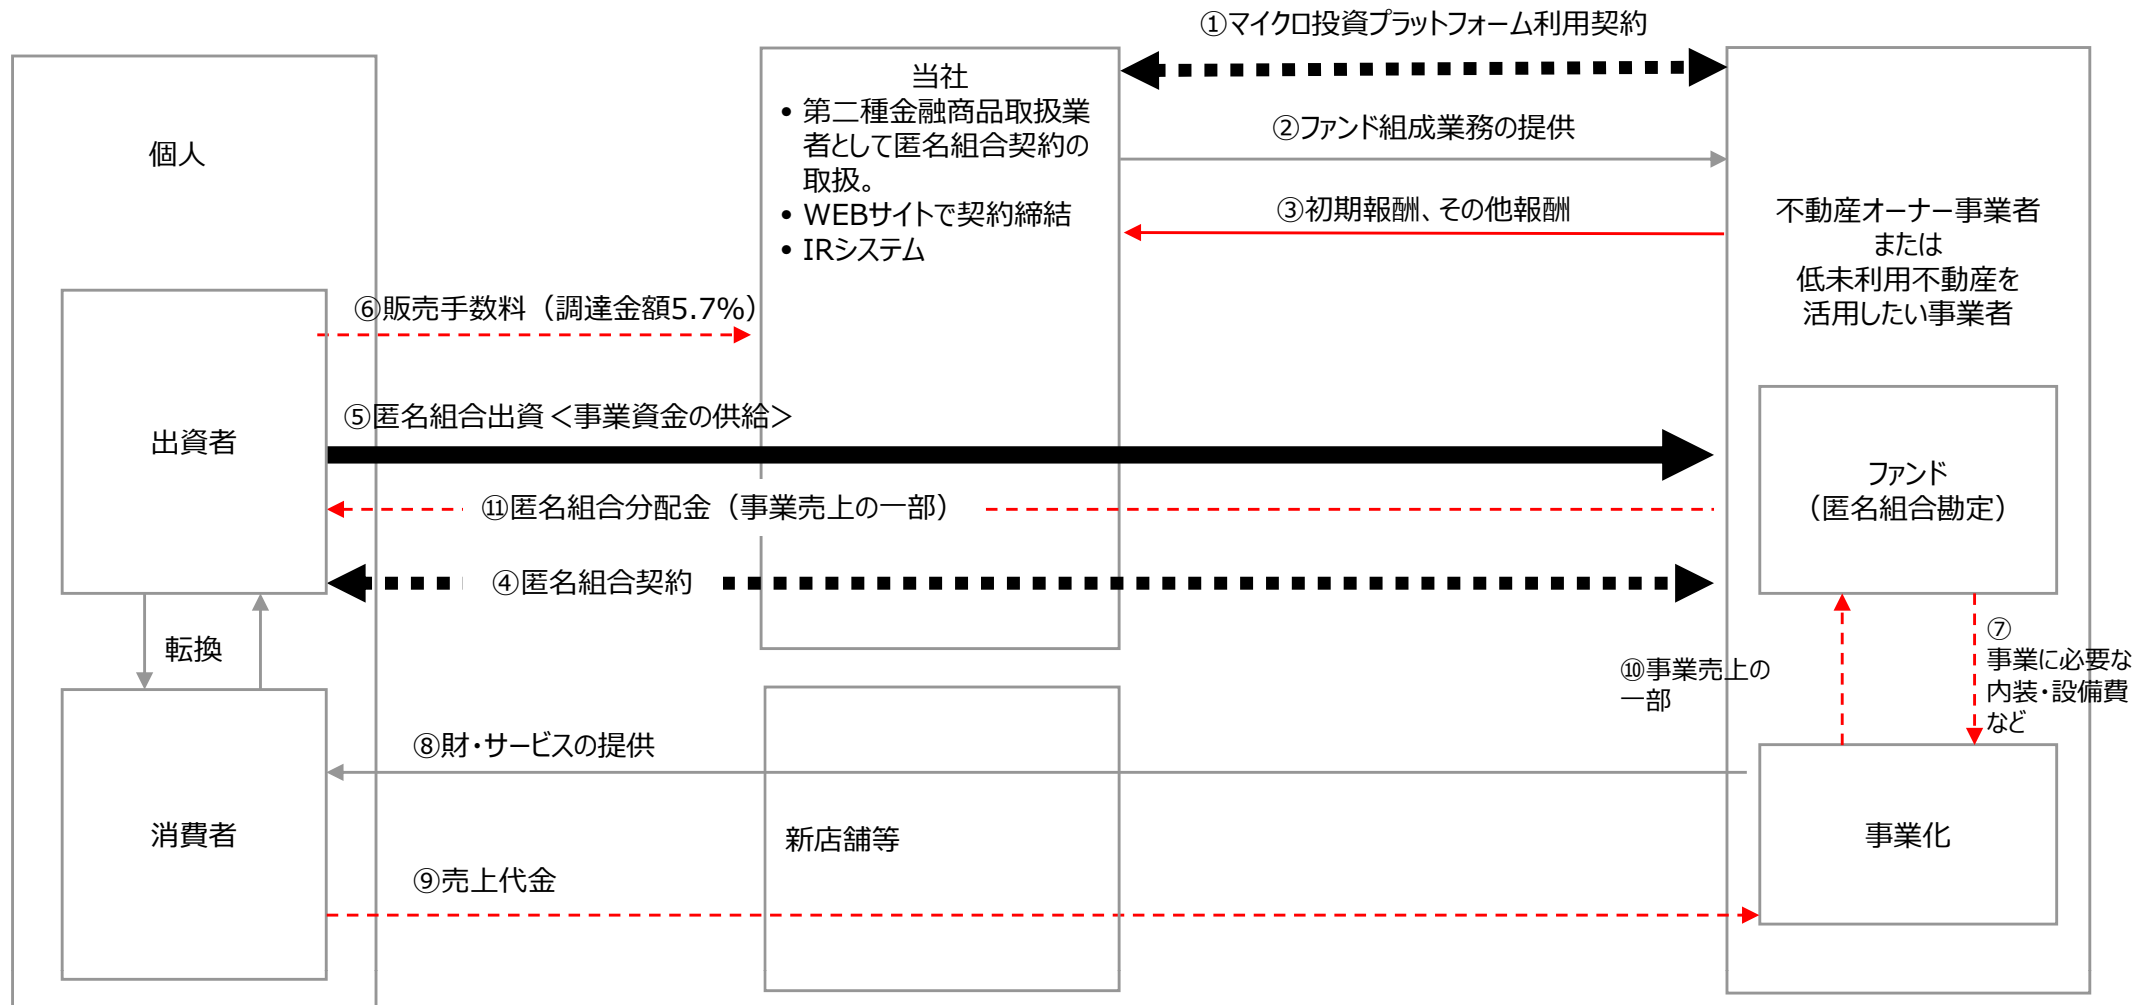 ①マイクロ投資プラットフォーム利用契約
個人
当社
• 第二種金融商品取扱業
者として匿名組合契約の
取扱。
• WEBサイトで契約締結
• IRシステム
②ファンド組成業務の提供
③初期報酬、その他報酬
不動産オーナー事業者
または
低未利用不動産を
活用したい事業者
⑥販売手数料（調達金額5.7%）
⑤匿名組合出資＜事業資金の供給＞
出資者
⑪匿名組合分配金（事業売上の一部）
ファンド
（匿名組合勘定）
④匿名組合契約
転換
⑩事業売上の
一部
⑦
事業に必要な
内装・設備費
など
⑧財・サービスの提供
消費者
新店舗等
事業化
⑨売上代金